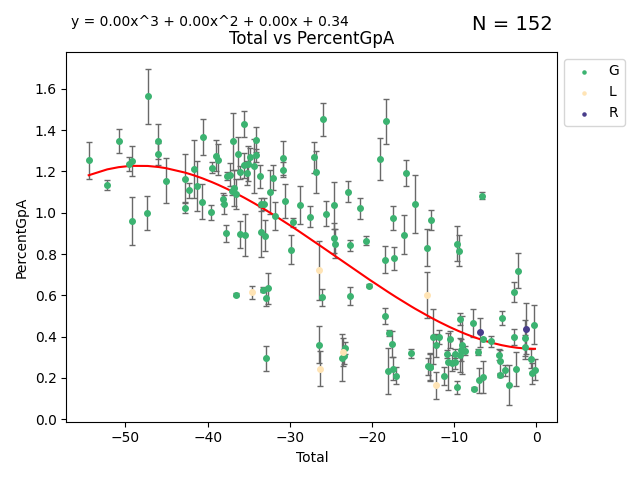 y = 0.00x^3 + 0.00x^2 + 0.00x + 0.34
N = 152
Total vs PercentGpA
G
L
R
PercentGpA
1.6
1.4
1.2
1.0
0.8
0.6
0.4
0.2
0.0
−50 −40 −30 −20 −10 0
Total